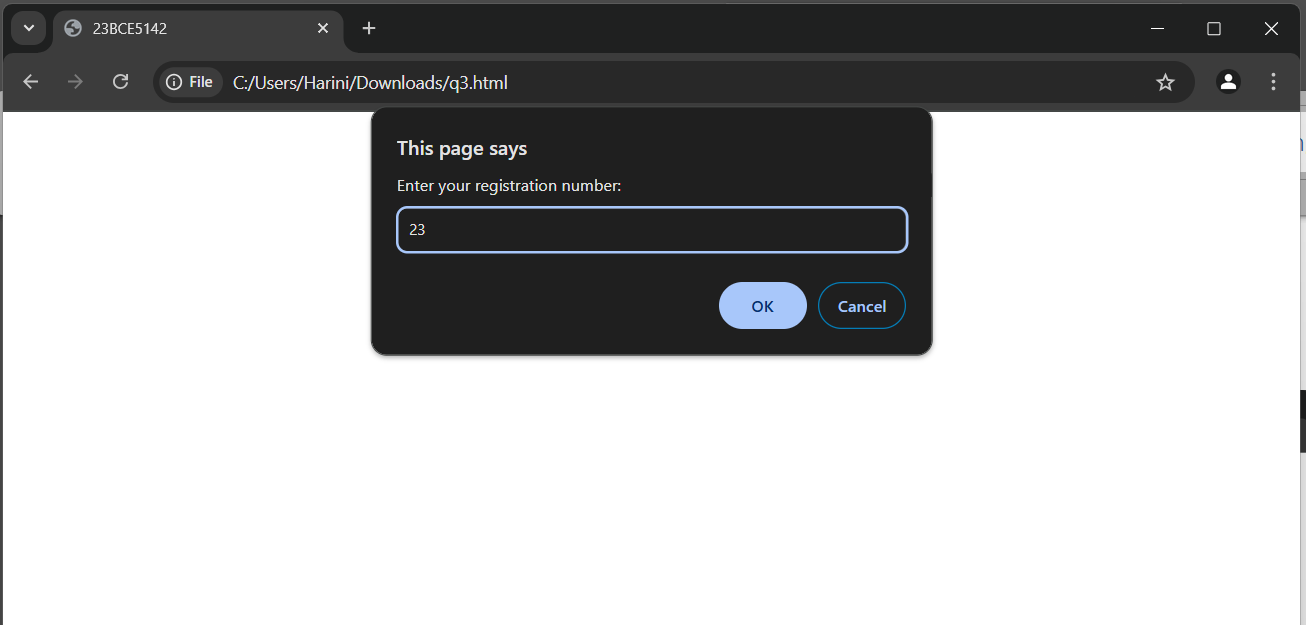 23BCE5142
File C:/Users/Harini/Downloads/q3.html
This page says
Enter your registration number:
23
OK Cancel